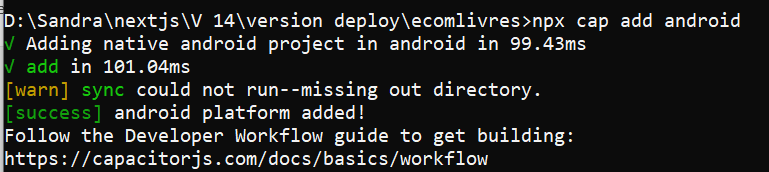 D:\Sandra\nextjs\V 14\version deploy\ecomlivres>npx cap add android
√ Adding native android project in android in 99.43ms
√ add in 101.04ms
[warn] sync could not run--missing out directory.
[success] android platform added!
Follow the Developer Workflow guide to get building:
https://capacitorjs.com/docs/basics/workflow